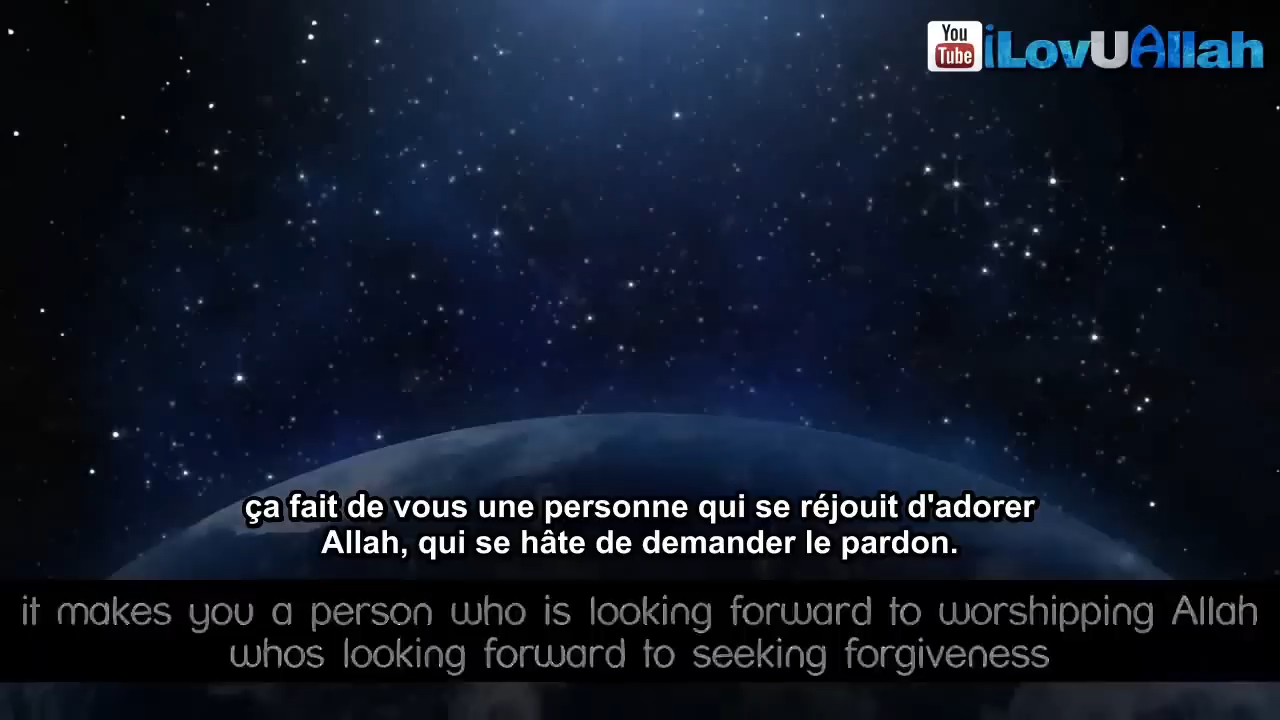 You
Tube
iLovUAllah
ça fait de vous une personne qui se réjouit d'adorer
Allah, qui se hâte de demander le pardon.
it makes you a person who is looking forward to worshipping Allah
whos looking forward to seeking forgiveness